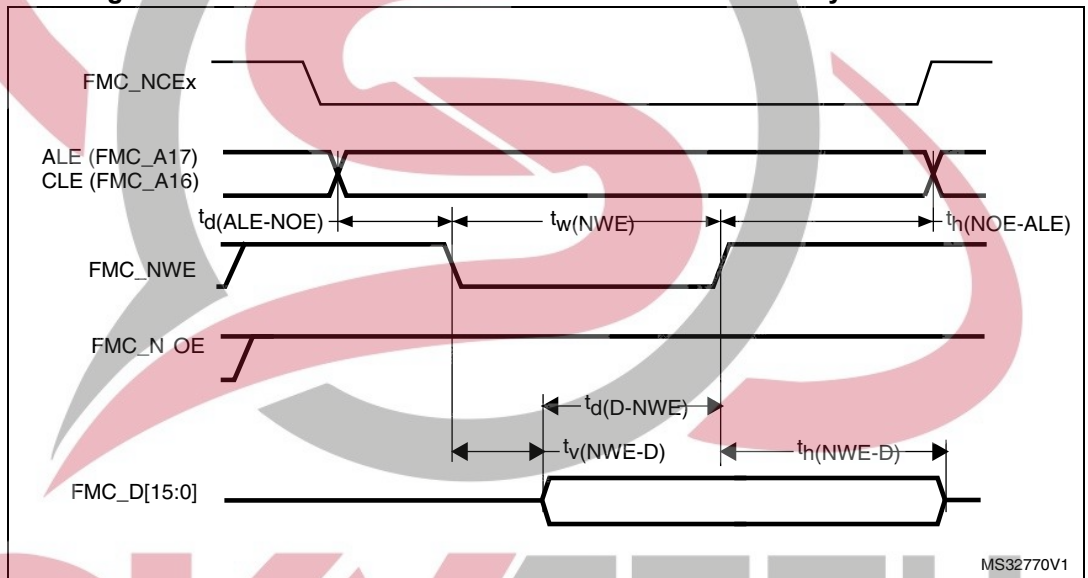 FMC_NCEx
ALE (FMC_A17)
CLE (FMC_A16)
td(ALE-NOE)
tw(NWE)
th(NOE-ALE)
FMC_NWE
FMC_N OE
td(D-NWE)
tv(NWE-D)
th(NWE-D)
FMC_D[15:0]
MS32770V1